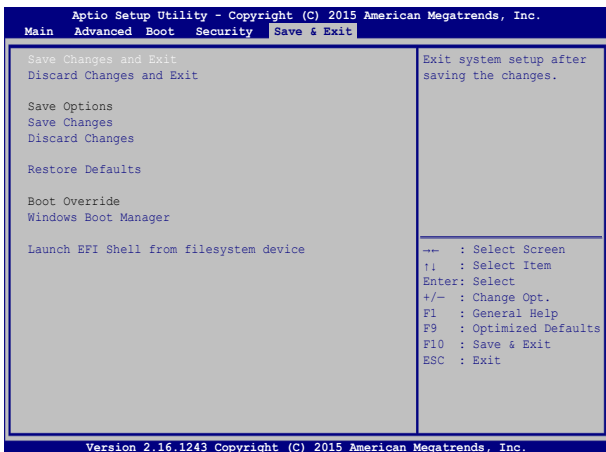 Aptio Setup Utility - Copyright (C) 2015 American Megatrends, Inc.
Main Advanced Boot Security Save & Exit
Save Changes and Exit
Discard Changes and Exit
Save Options
Save Changes
Discard Changes
Restore Defaults
Boot Override
Windows Boot Manager
Launch EFI Shell from filesystem device
Exit system setup after
saving the changes.
→← : Select Screen
↑↓ : Select Item
Enter: Select
+/— : Change Opt.
F1 : General Help
F9 : Optimized Defaults
F10 : Save & Exit
ESC : Exit
Version 2.16.1243 Copyright (C) 2015 American Megatrends, Inc.